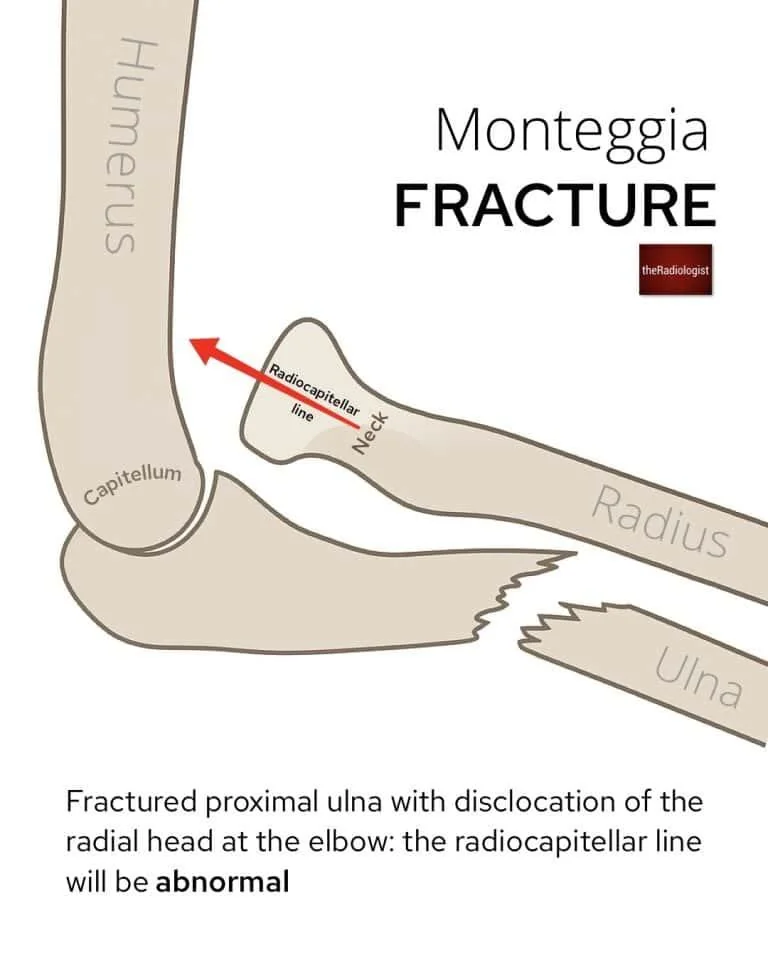 Humerus
Monteggia
FRACTURE
theRadiologist
Radiocapitellar
line
Neck
Capitellum
Radius
Ulna
Fractured proximal ulna with disclocation of the
radial head at the elbow: the radiocapitellar line
will be abnormal